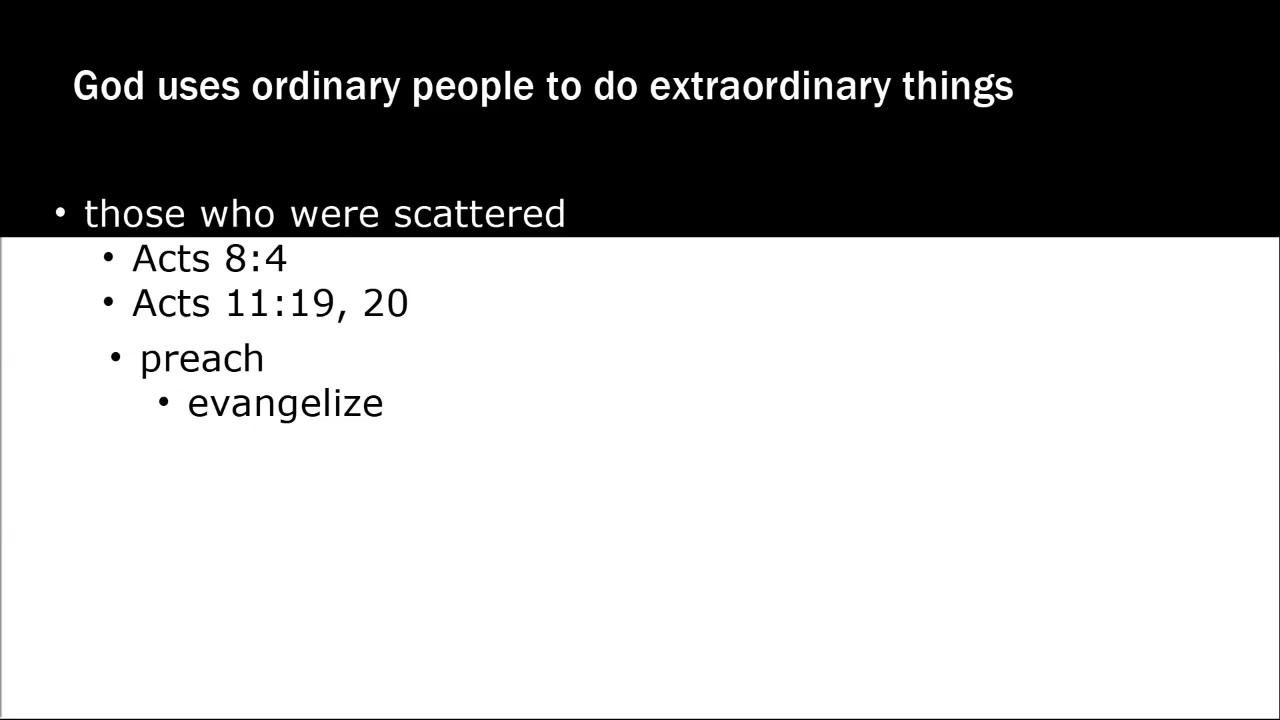 God uses ordinary people to do extraordinary things
• those who were scattered
• Acts 8:4
• Acts 11:19, 20
• preach
• evangelize